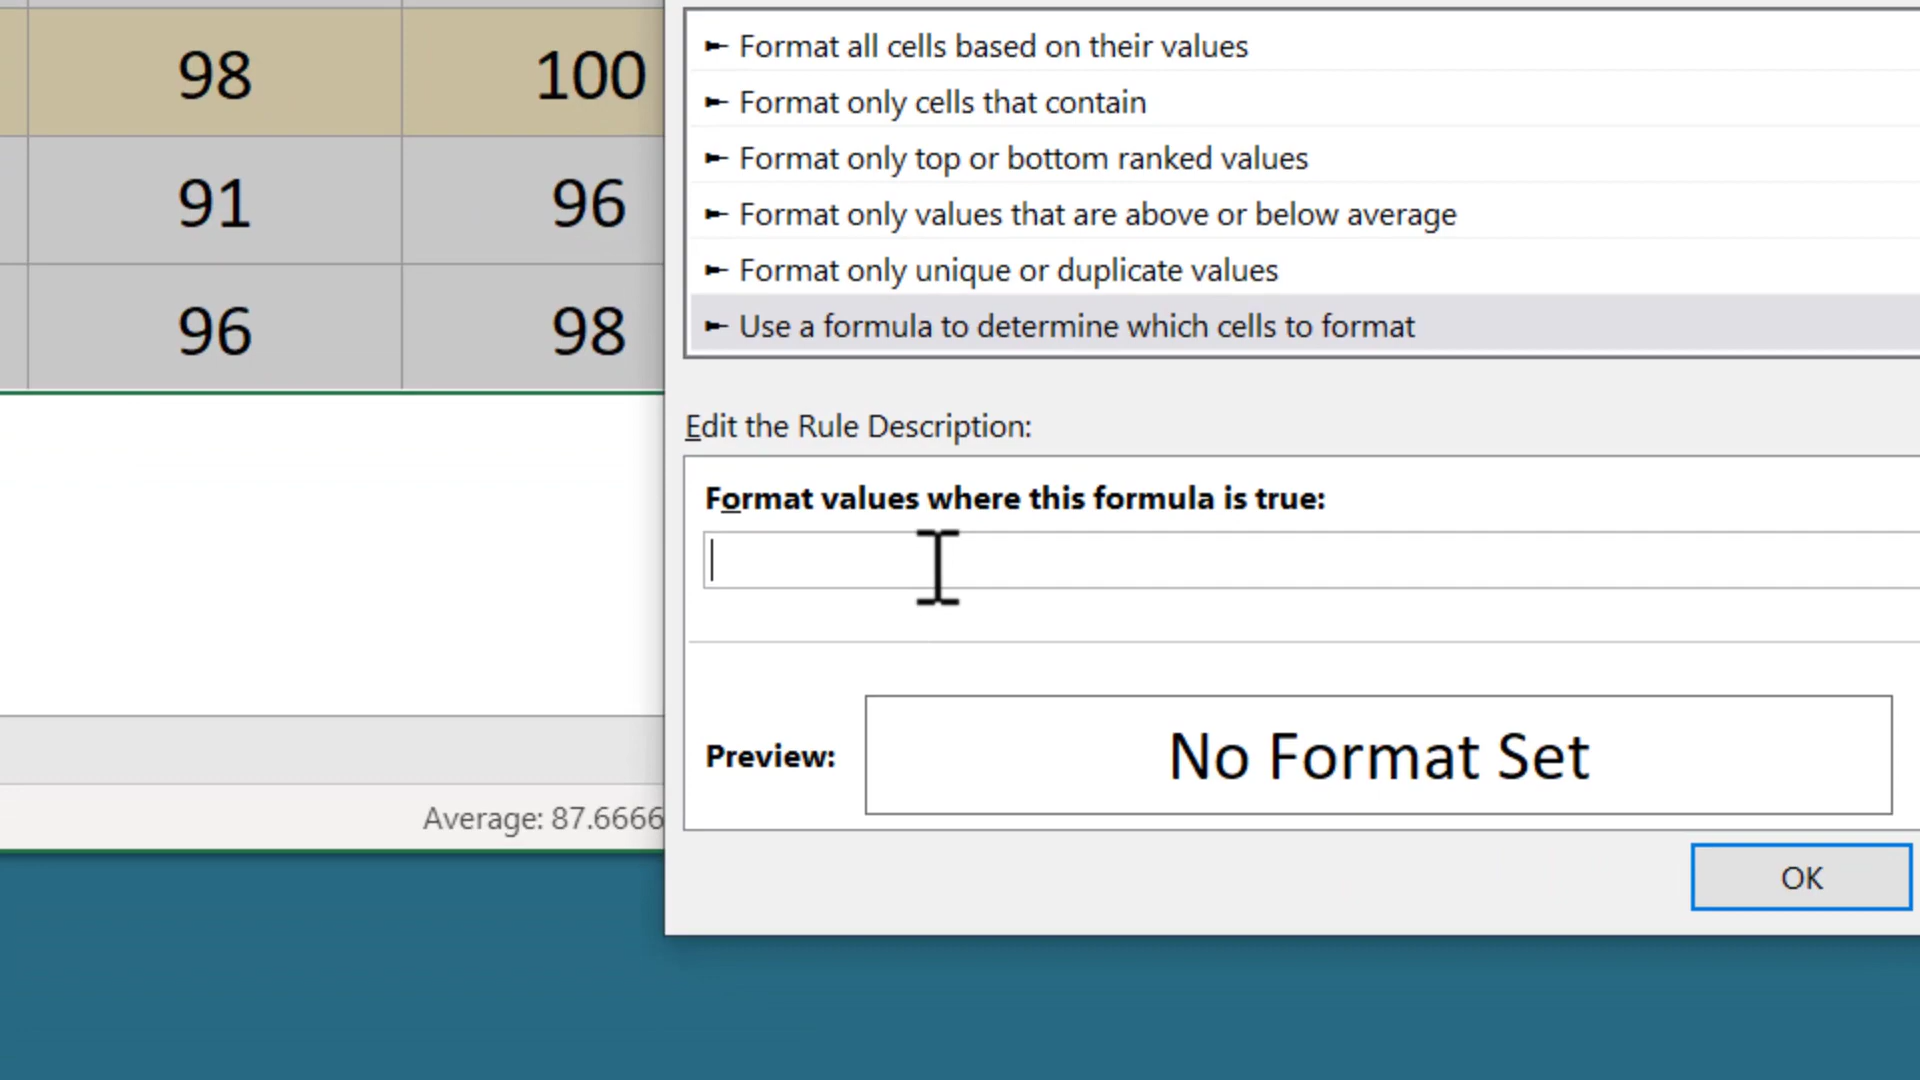 98 100
91 96
96 98
Average: 87.6666
Format all cells based on their values
Format only cells that contain
Format only top or bottom ranked values
Format only values that are above or below average
Format only unique or duplicate values
Use a formula to determine which cells to format
Edit the Rule Description:
Format values where this formula is true:
Preview: No Format Set
OK